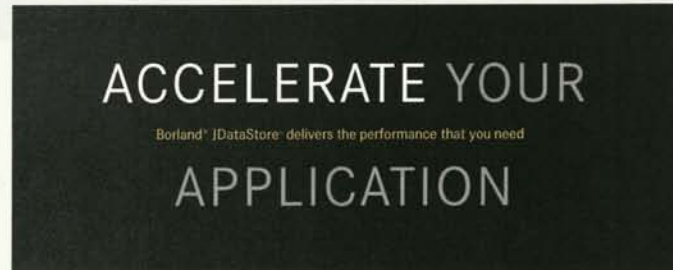 ACCELERATE YOUR
Borland® JDataStore™ delivers the performance that you need
APPLICATION